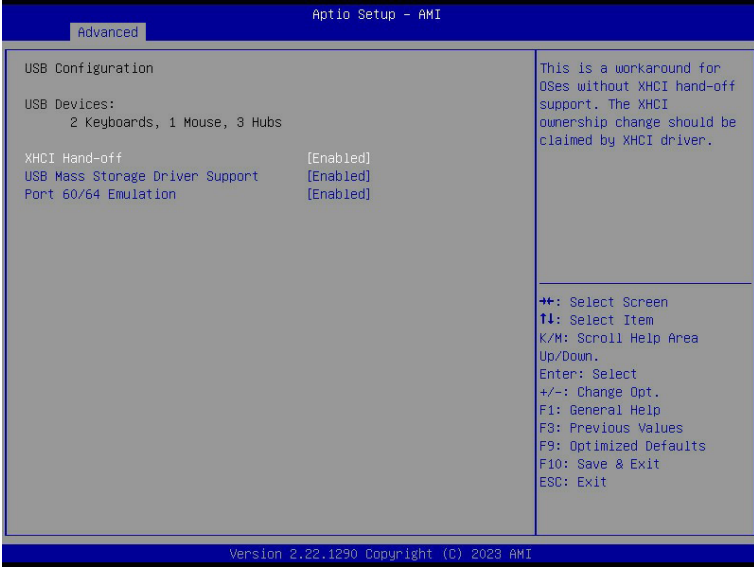 Aptio Setup - AMI
Advanced
USB Configuration
USB Devices:
2 Keyboards, 1 Mouse, 3 Hubs
XHCI Hand-off [Enabled]
USB Mass Storage Driver Support [Enabled]
Port 60/64 Emulation [Enabled]
This is a workaround for
OSes without XHCI hand-off
support. The XHCI
ownership change should be
claimed by XHCI driver.
→←: Select Screen
↑↓: Select Item
K/M: Scroll Help Area
Up/Down.
Enter: Select
+/-: Change Opt.
F1: General Help
F3: Previous Values
F9: Optimized Defaults
F10: Save & Exit
ESC: Exit
Version 2.22.1290 Copyright (C) 2023 AMI